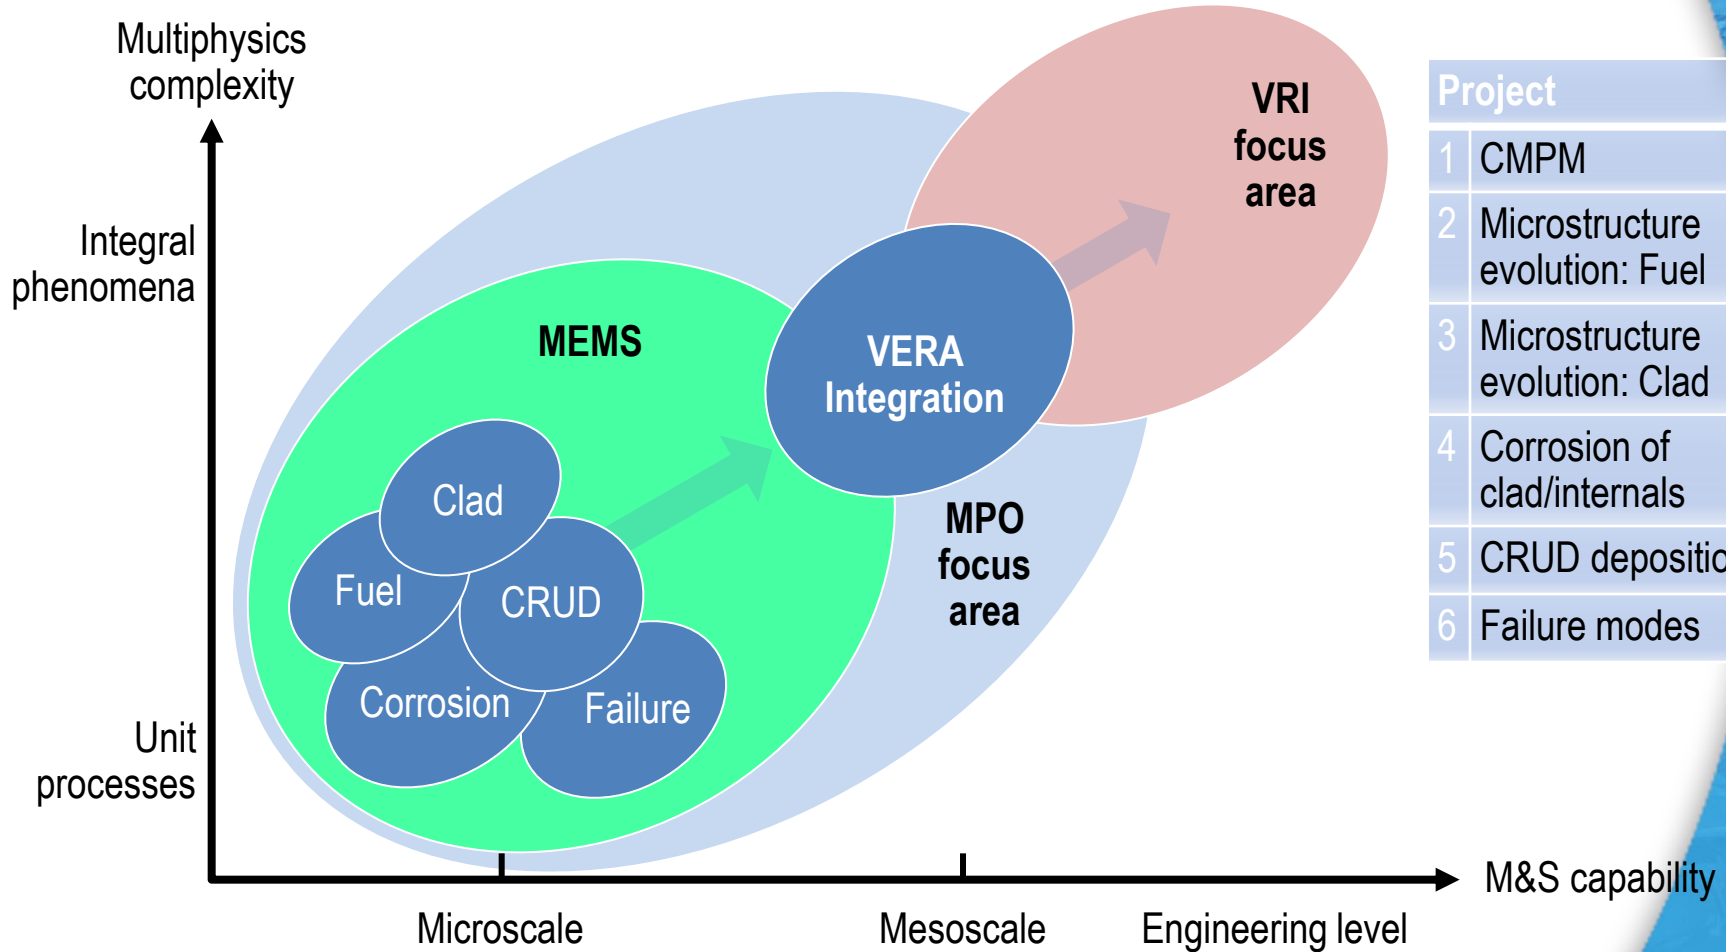 Multiphysics
complexity
Integral
phenomena
Unit
processes
VRI
focus
area
MEMS
VERA
Integration
Clad
Fuel
CRUD
Corrosion
Failure
MPO
focus
area
Microscale
Mesoscale
Engineering level
M&S capability
Project
1 CMPM
2 Microstructure
evolution: Fuel
3 Microstructure
evolution: Clad
4 Corrosion of
clad/internals
5 CRUD depositio
6 Failure modes